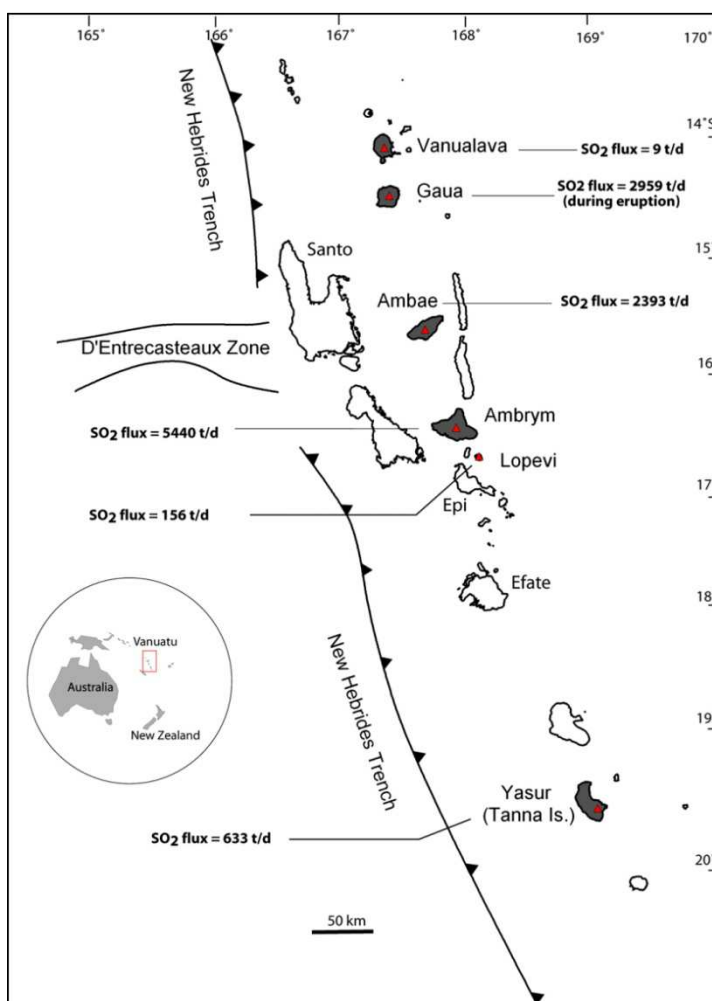 165°
166°
167°
168°
169°
170°
New Hebrides Trench
14°S
Vanualava
SO2 flux = 9 t/d
Gaua
SO2 flux = 2959 t/d
(during eruption)
Santo
15°
Ambae
SO2 flux = 2393 t/d
D'Entrecasteaux Zone
16°
Ambrym
SO2 flux = 5440 t/d
Lopevi
17°
Epi
SO2 flux = 156 t/d
Efate
18°
Vanuatu
Australia
New Zealand
New Hebrides Trench
19°
Yasur
(Tanna Is.)
SO2 flux = 633 t/d
20°
50 km